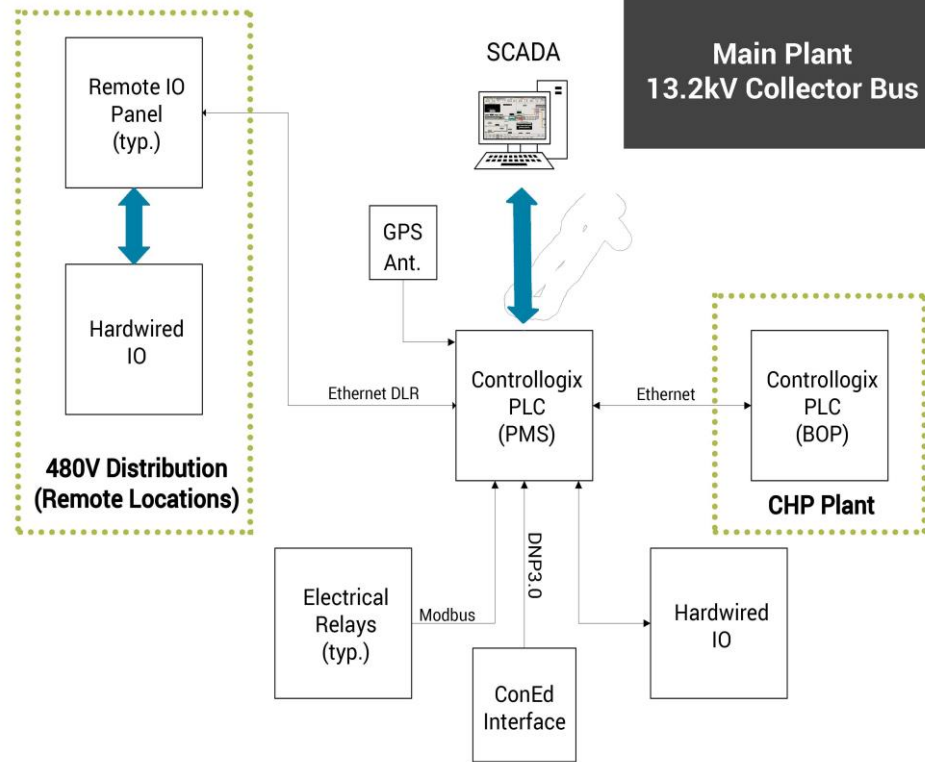 SCADA
Main Plant
13.2kV Collector Bus
Remote IO
Panel
(typ.)
GPS
Ant.
Hardwired
IO
Ethernet DLR
Controllogix
PLC
(PMS)
Ethernet
Controllogix
PLC
(BOP)
480V Distribution
(Remote Locations)
CHP Plant
Electrical
Relays
(typ.)
Modbus
DNP3.0
Hardwired
IO
ConEd
Interface